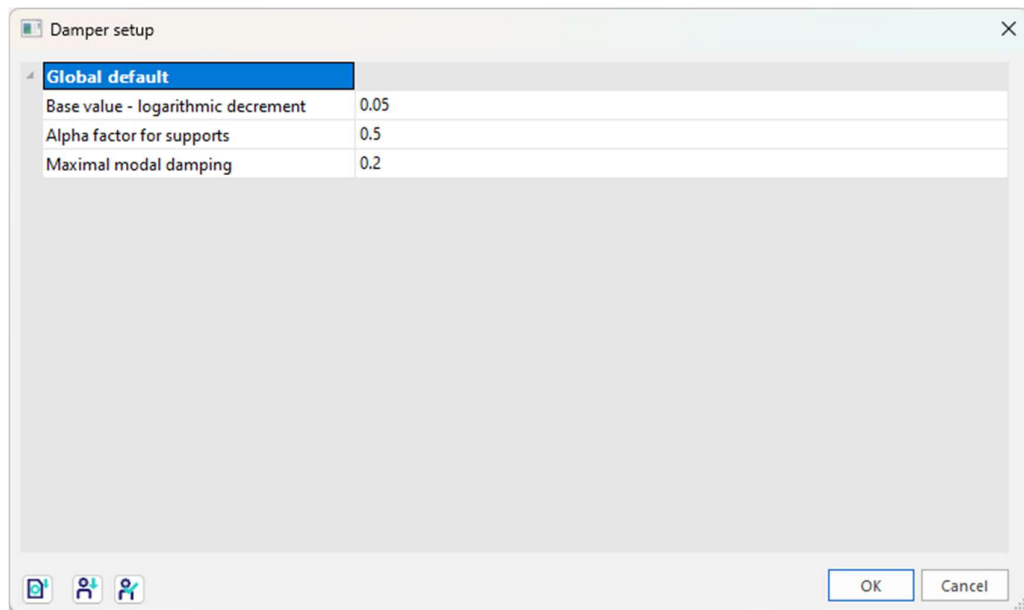 Damper setup
Global default
Base value - logarithmic decrement 0.05
Alpha factor for supports 0.5
Maximal modal damping 0.2
OK Cancel